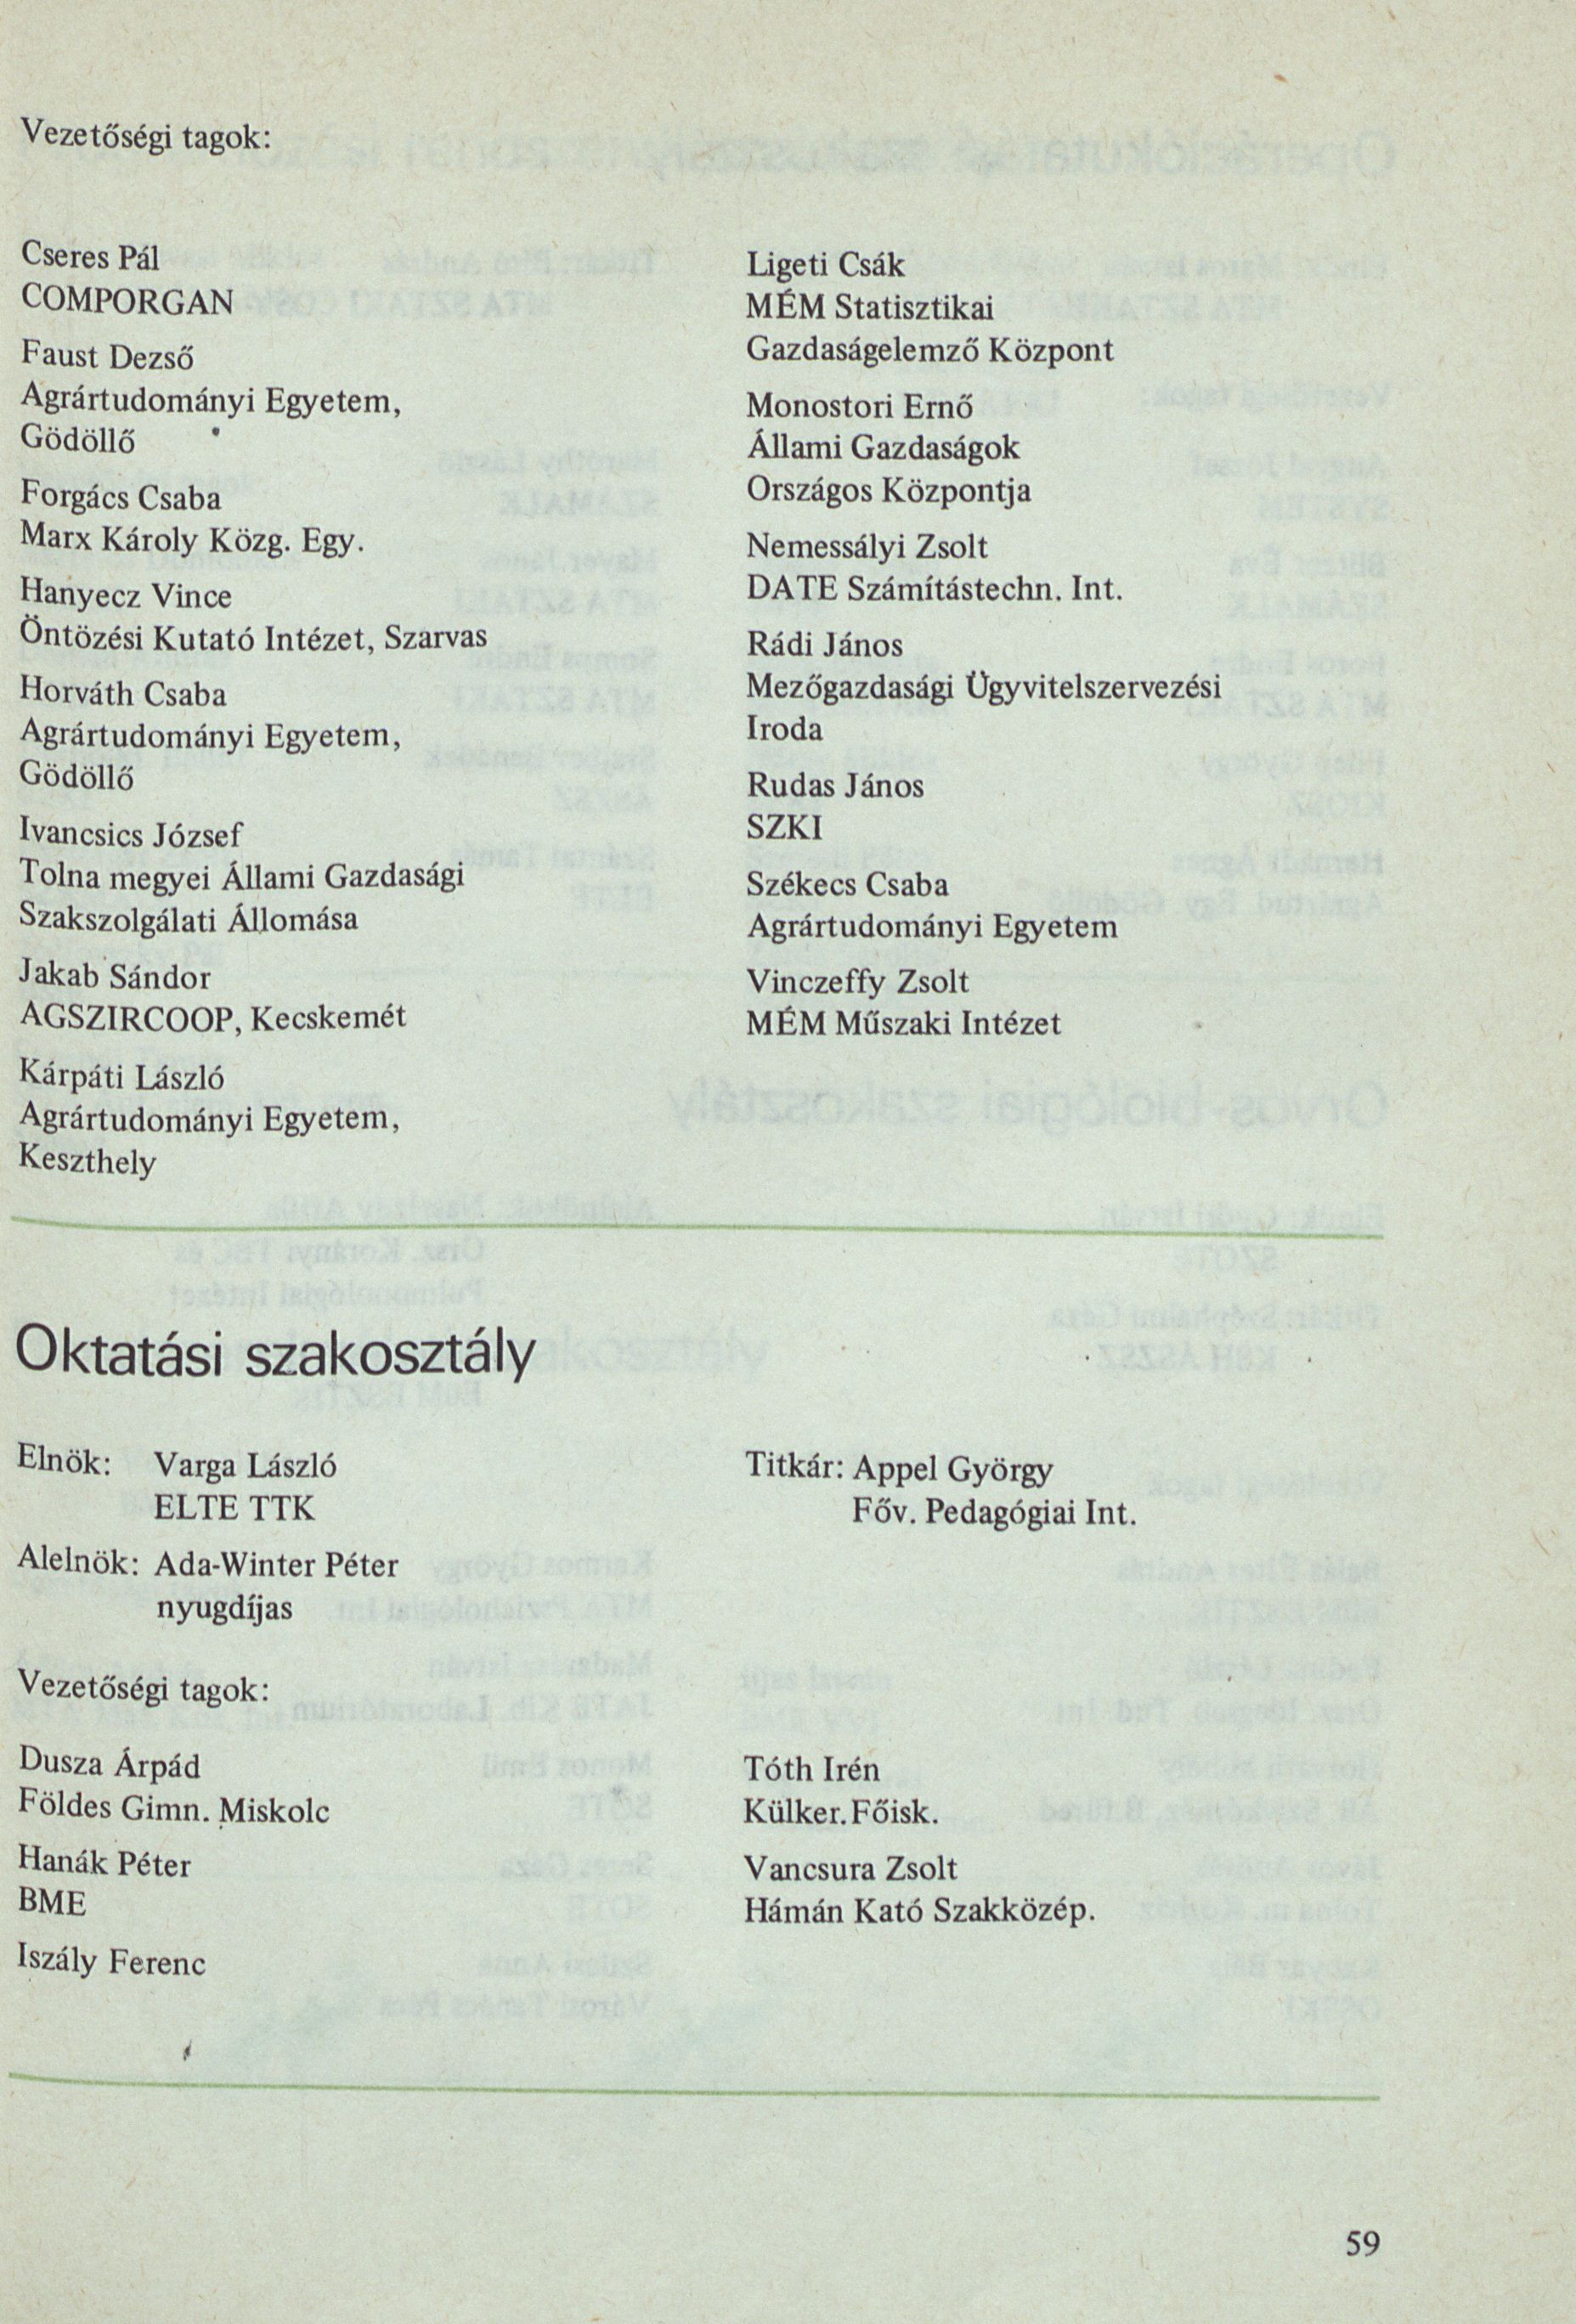 Vezetőségi tagok:
Cseres Pál
COMPORGAN
Faust Dezső
Agrártudományi Egyetem,
Gödöllő
Forgács Csaba
Marx Károly Közg. Egy.
Hanyecz Vince
Öntözési Kutató Intézet, Szarvas
Horváth Csaba
Agrártudományi Egyetem,
Gödöllő
Ivancsics József
Tolna megyei Állami Gazdasági
Szakszolgálati Állomása
Jakab Sándor
AGSZIRCOOP, Kecskemét
Kárpáti László
Agrártudományi Egyetem,
Keszthely
Ligeti Csák
MÉM Statisztikai
Gazdaságelemző Központ
Monostori Ernő
Állami Gazdaságok
Országos Központja
Nemessályi Zsolt
DATE Számítástechn. Int.
Rádi János
Mezőgazdasági Ügyvitelszervezési
Iroda
Rudas János
SZKI
Székecs Csaba
Agrártudományi Egyetem
Vinczeffy Zsolt
MÉM Műszaki Intézet
Oktatási szakosztály
Elnök: Varga László
ELTE TTK
Alelnök: Ada-Winter Péter
nyugdíjas
Titkár: Appel György
Főv. Pedagógiai Int.
Vezetőségi tagok:
Dusza Árpád
Földes Gimn. Miskolc
Hanák Péter
BME
Iszály Ferenc
Tóth Irén
Külker. Főisk.
Vancsura Zsolt
Hámán Kató Szakközép.
59